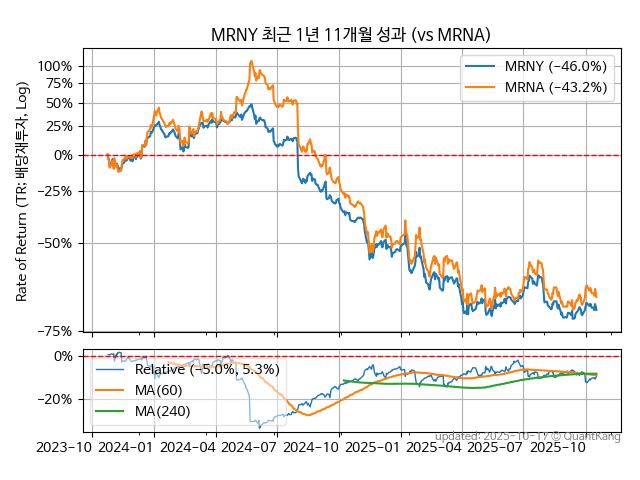 MRNY 최근 1년 11개월 성과 (vs MRNA)
Rate of Return (TR: 배당재투자, Log)
100%
75%
50%
25%
0%
−25%
−50%
−75%
MRNY (−46.0%)
MRNA (−43.2%)
0%
−20%
Relative (−5.0%, 5.3%)
MA(60)
MA(240)
updated: 2025-10-17 © QuantKang
2023-10 2024-01 2024-04 2024-07 2024-10 2025-01 2025-04 2025-07 2025-10